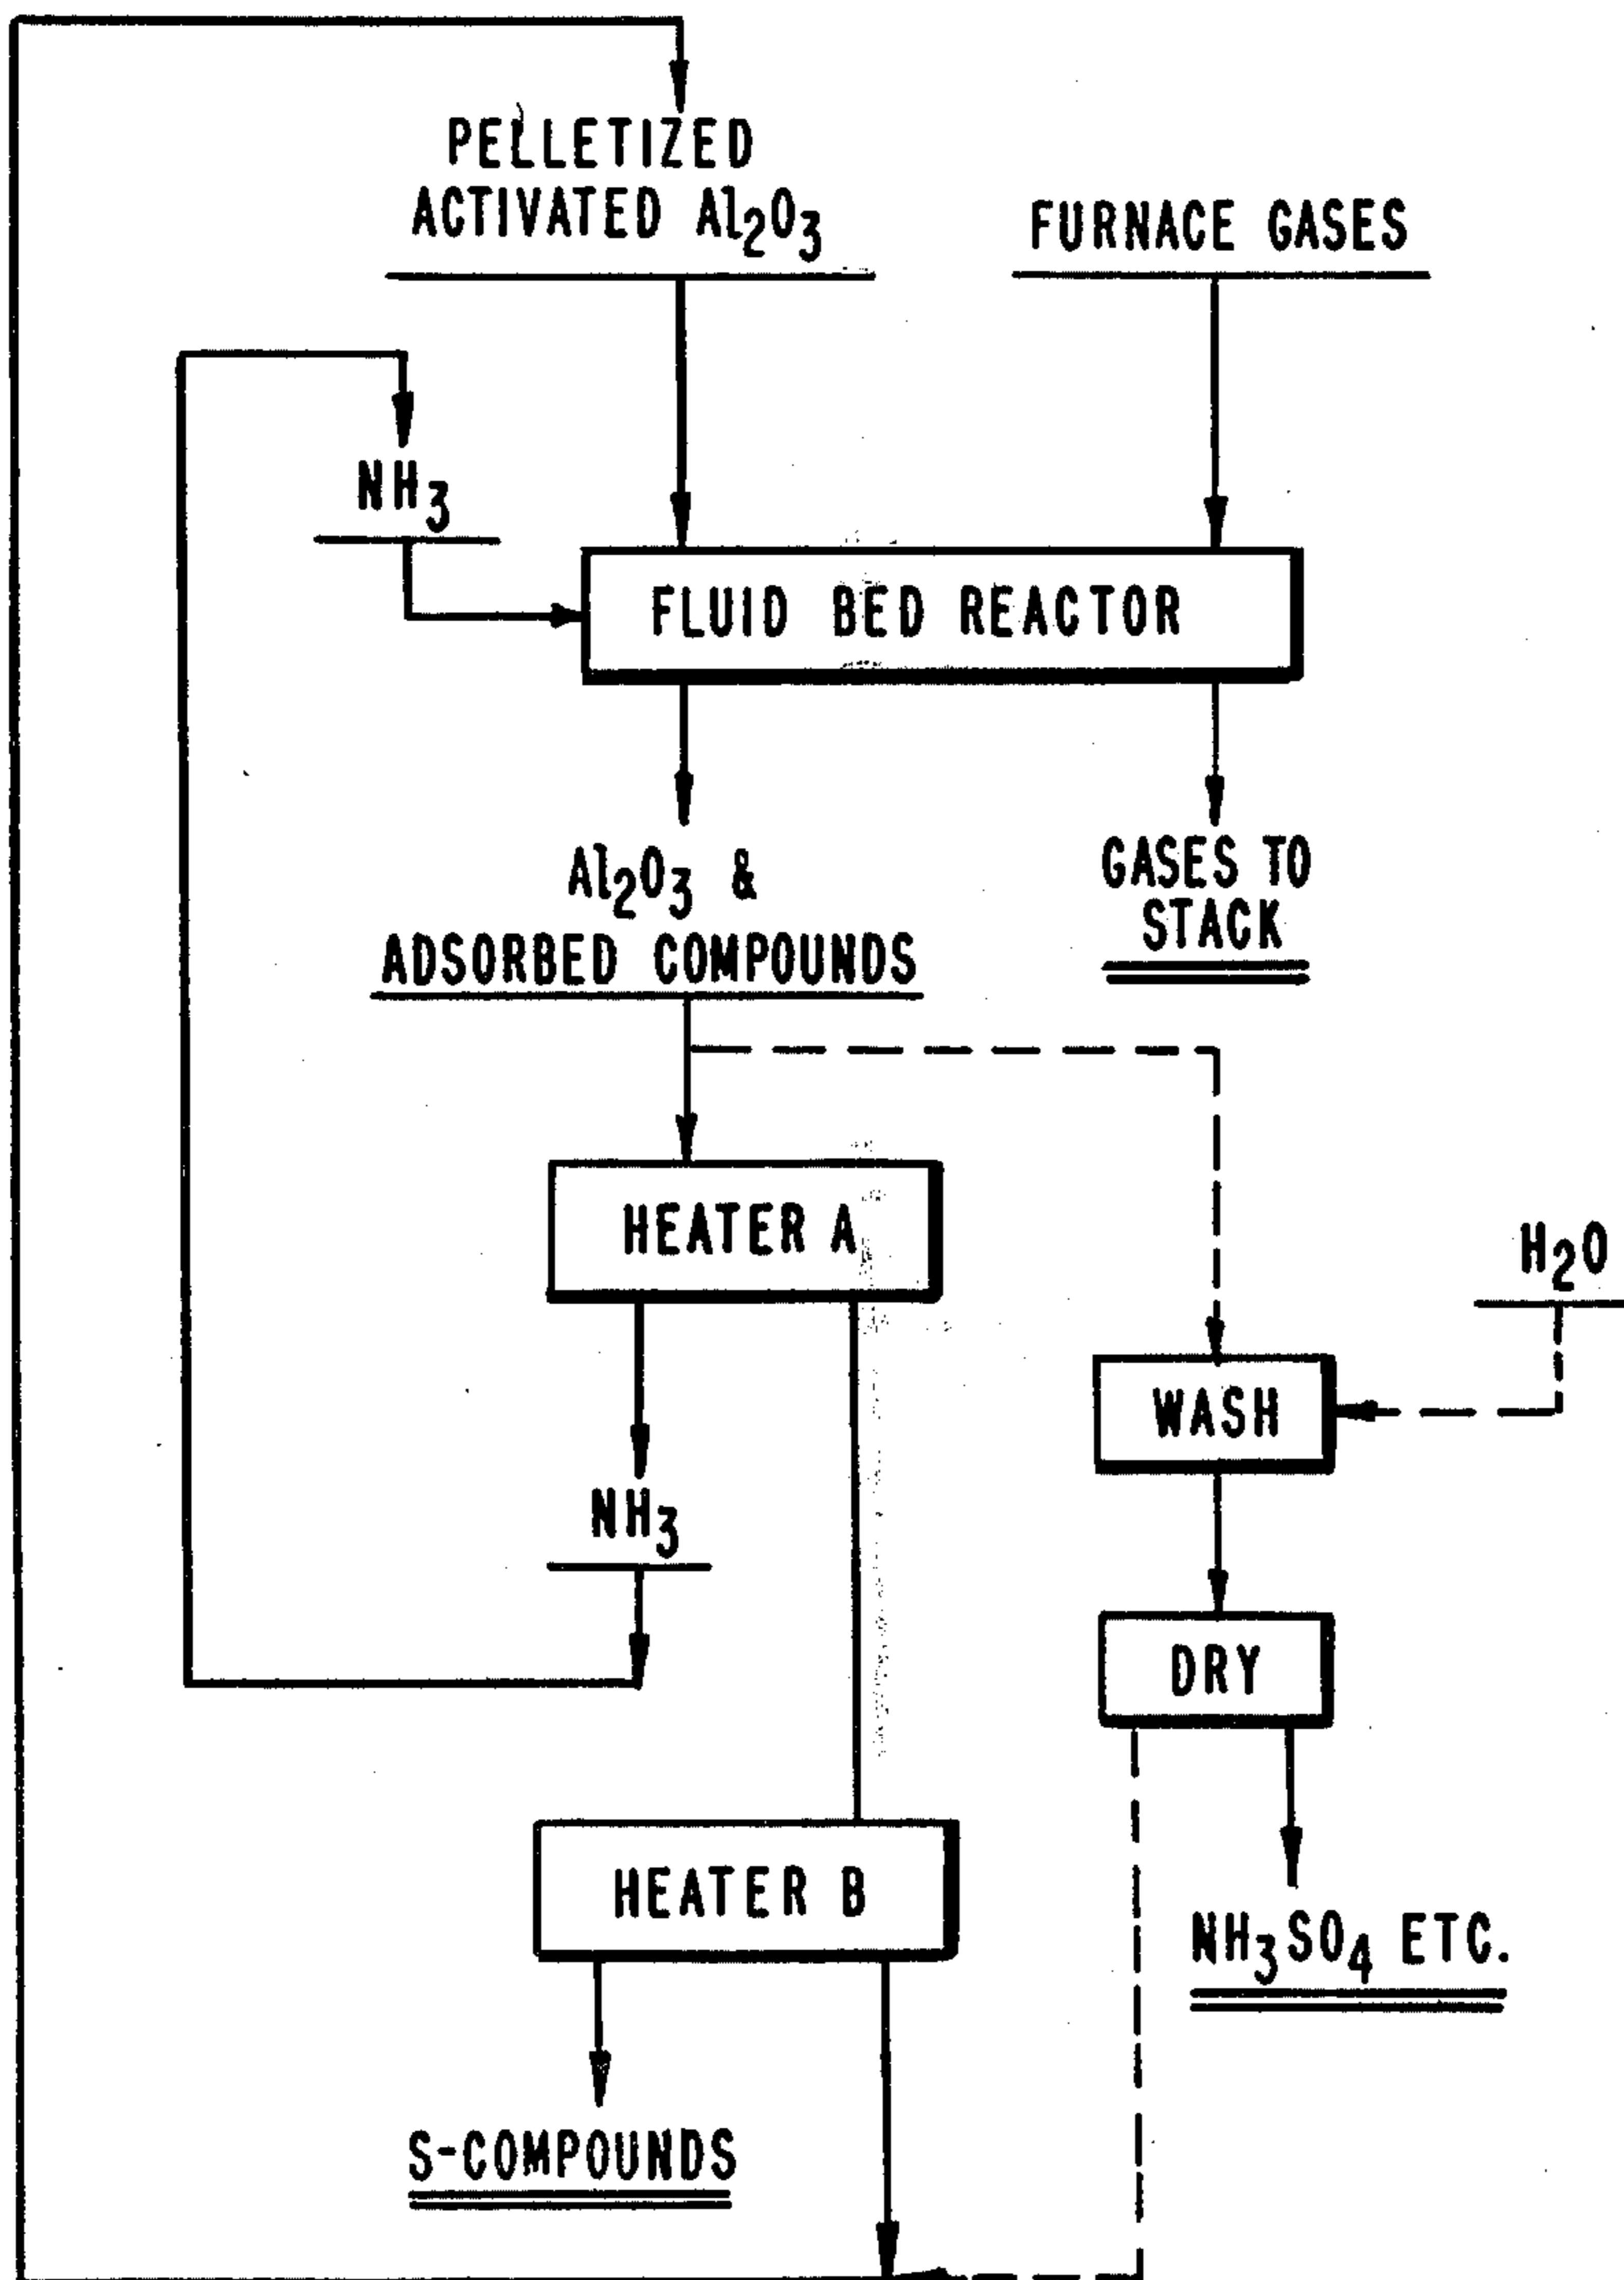 PELLETIZED
ACTIVATED Al₂O₃
FURNACE GASES
NH₃
FLUID BED REACTOR
Al₂O₃ &
ADSORBED COMPOUNDS
GASES TO
STACK
HEATER A
H₂O
WASH
NH₃
DRY
HEATER B
NH₃SO₄ ETC.
S-COMPOUNDS